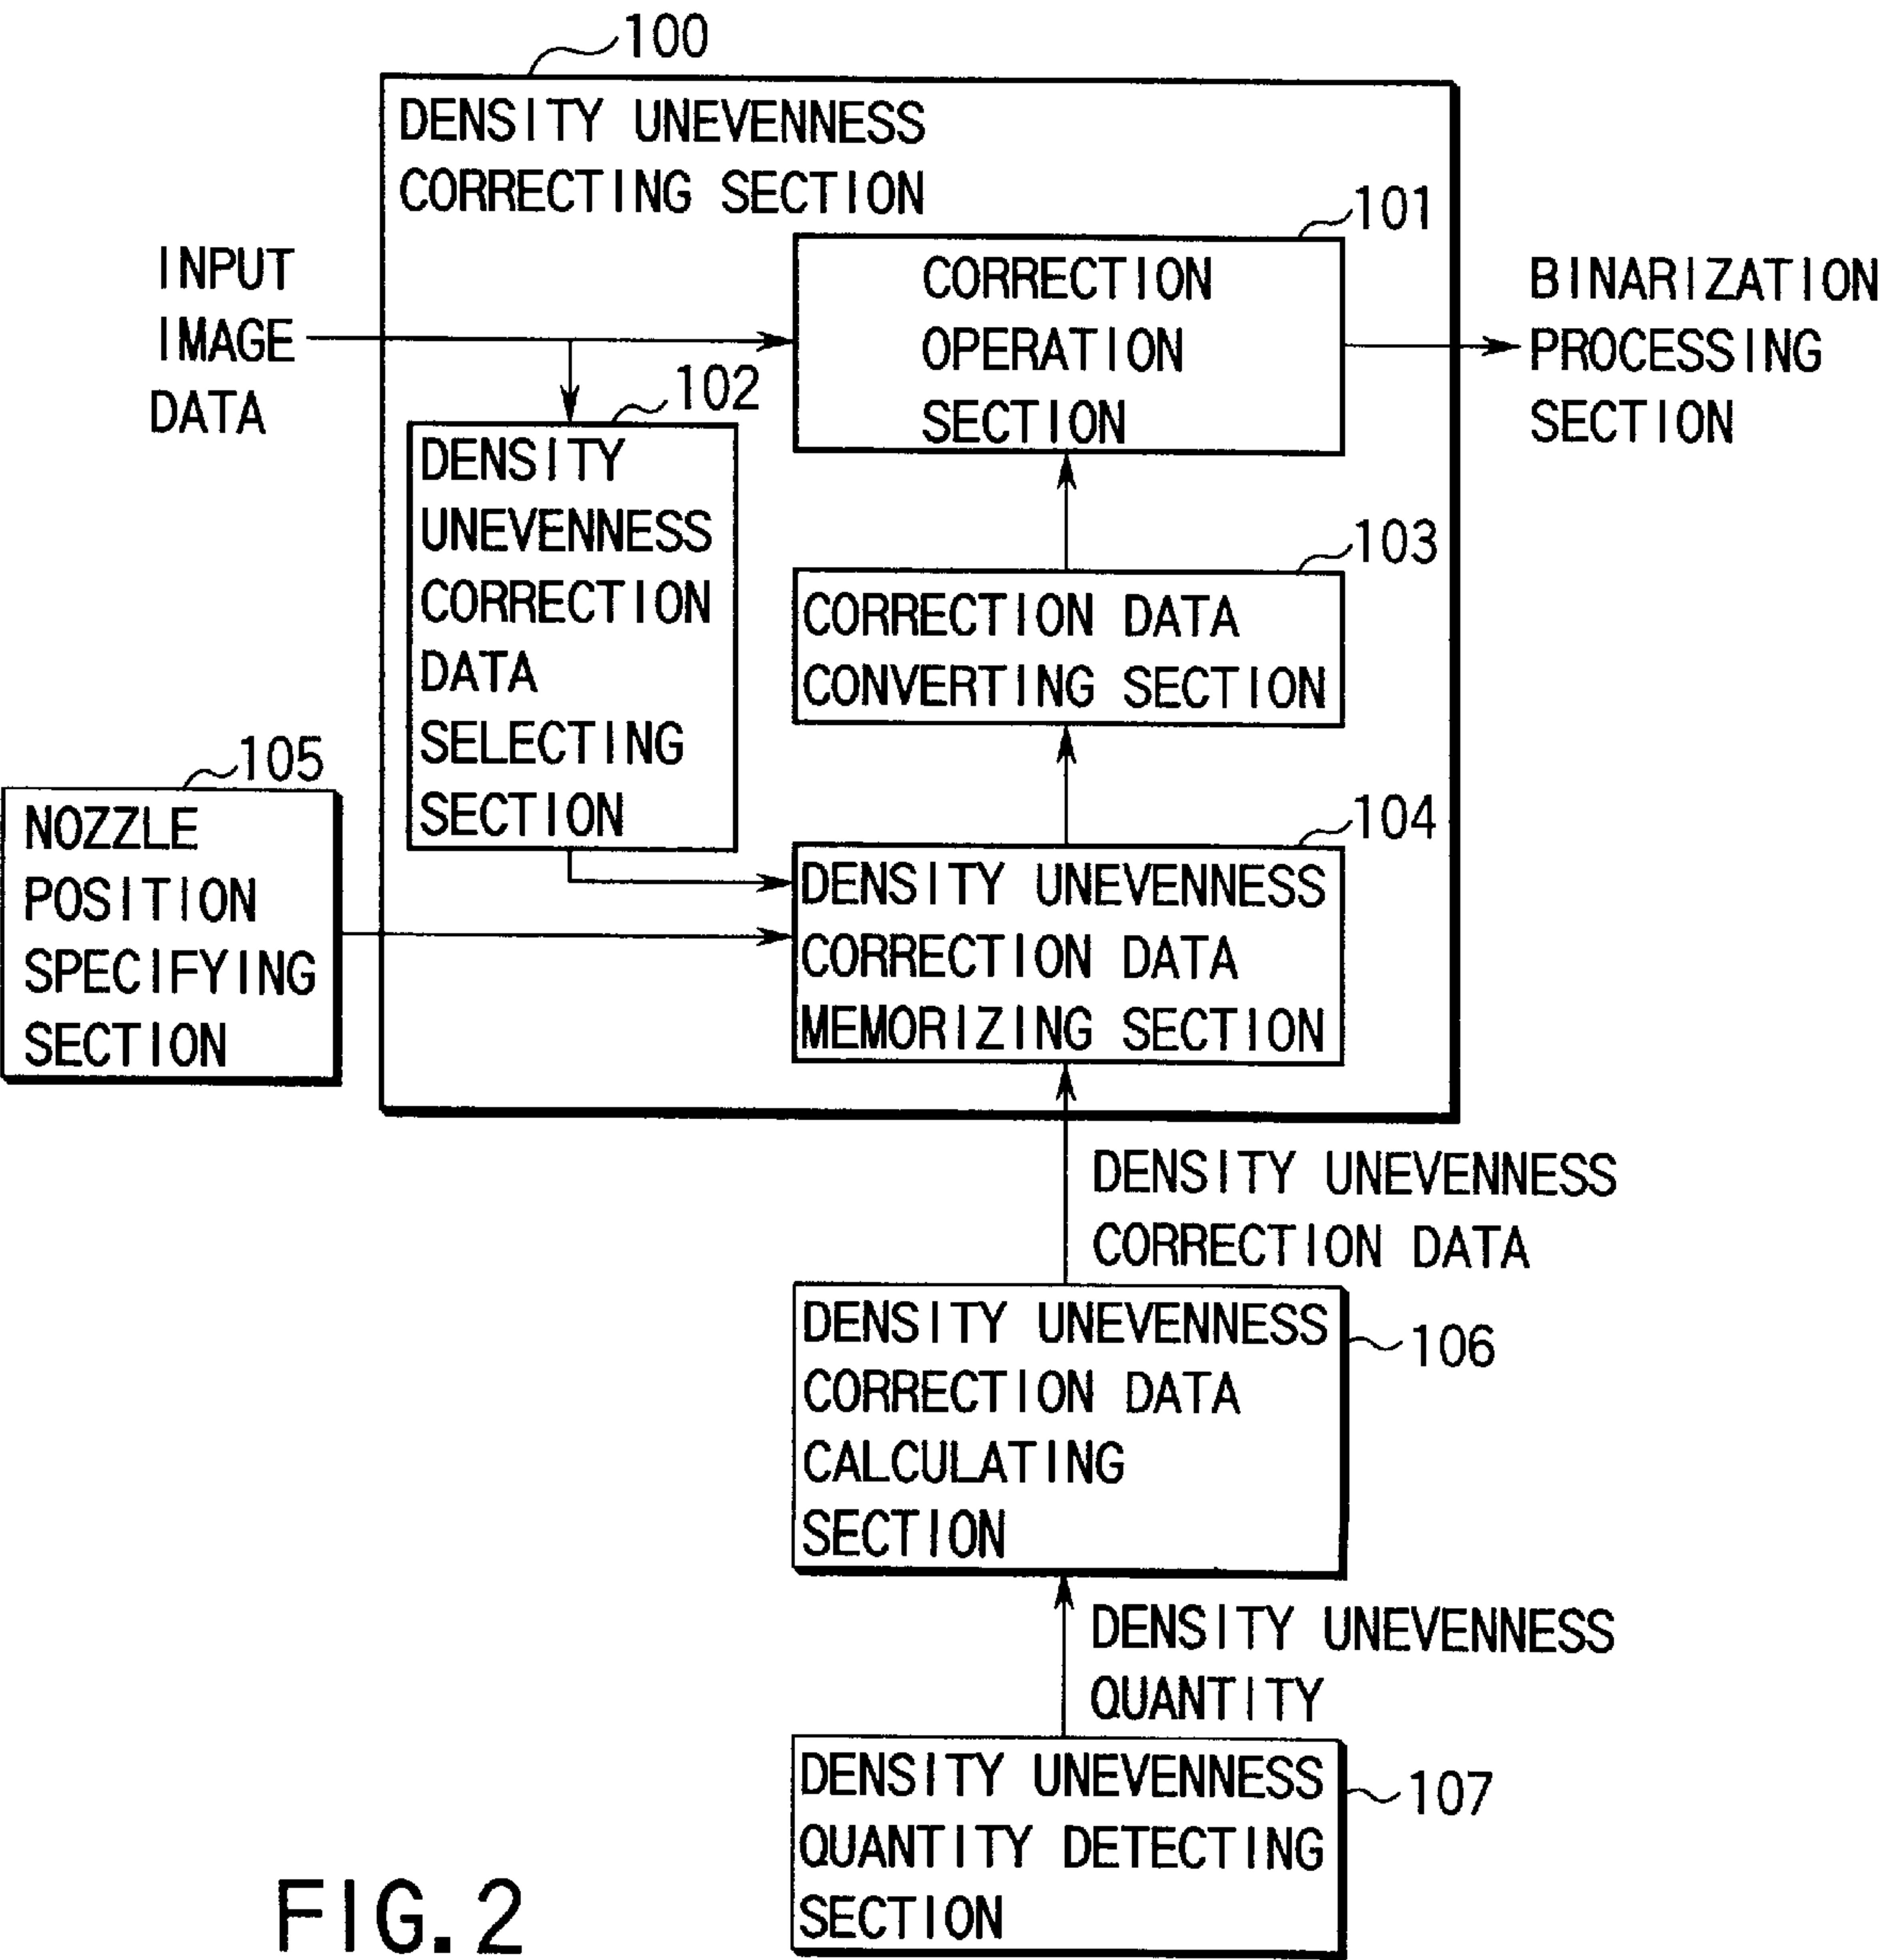 100
DENSITY UNEVENNESS
CORRECTING SECTION
101
INPUT
IMAGE
DATA
CORRECTION
OPERATION
SECTION
BINARIZATION
PROCESSING
SECTION
102
DENSITY
UNEVENNESS
CORRECTION
DATA
SELECTING
SECTION
103
CORRECTION DATA
CONVERTING SECTION
105
NOZZLE
POSITION
SPECIFYING
SECTION
104
DENSITY UNEVENNESS
CORRECTION DATA
MEMORIZING SECTION
DENSITY UNEVENNESS
CORRECTION DATA
DENSITY UNEVENNESS
CORRECTION DATA
CALCULATING
SECTION
106
DENSITY UNEVENNESS
QUANTITY
DENSITY UNEVENNESS
QUANTITY DETECTING
SECTION
107
FIG. 2